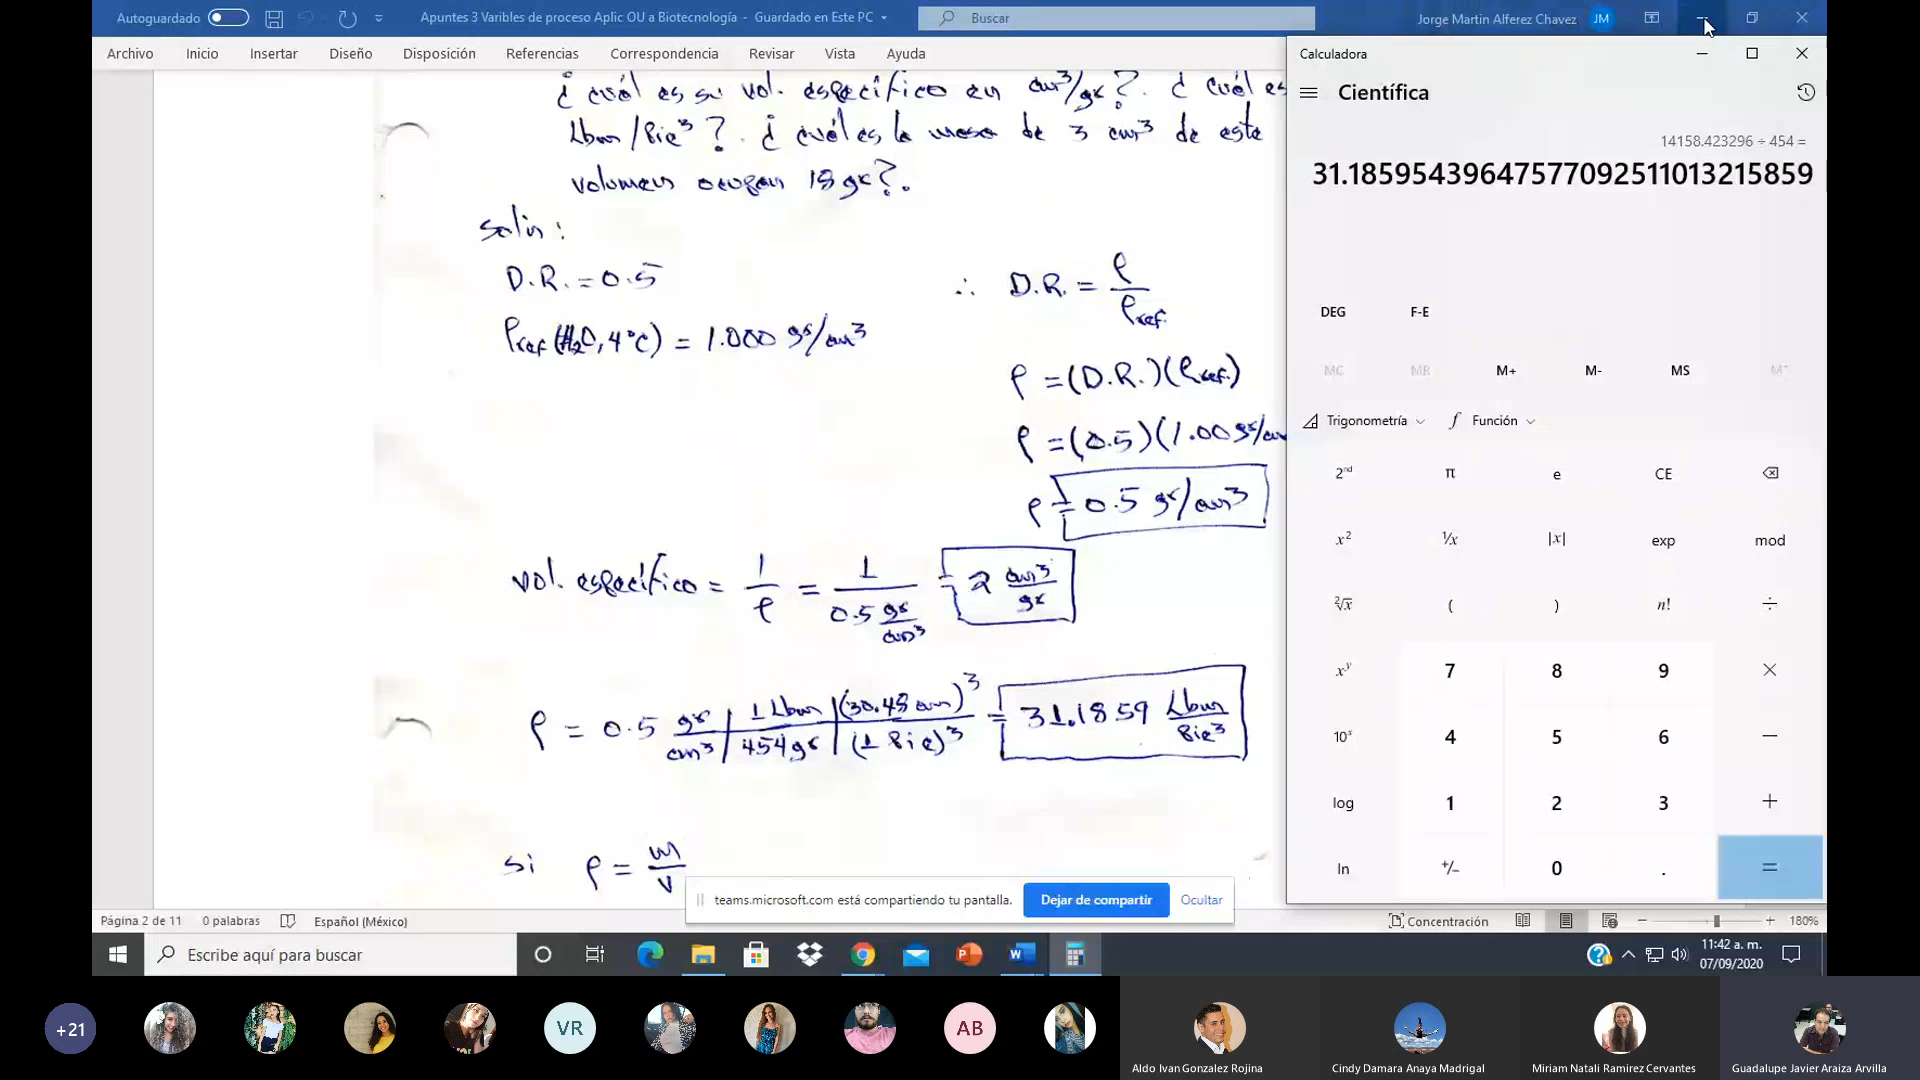 Autoguardado
Apuntes 3 Varibles de proceso Aplic OU a Biotecnología - Guardado en Este PC
Buscar
Jorge Martin Alferez Chavez
JM
Archivo Inicio Insertar Diseño Disposición Referencias Correspondencia Revisar Vista Ayuda
¿ cuál es su vol. específico en cm³/gr?. ¿ cuál es
Lbm/Pie³?. ¿ cuál es la masa de 3 cm³ de este
volumen ocupan 18 gr?.
soln:
D.R. = 0.5
ρref (H₂O, 4°C) = 1.000 gr/cm³
∴ D.R. = ρ/ρref.
ρ = (D.R.)(ρref.)
ρ = (0.5)(1.00 gr/cm
ρ = 0.5 gr/cm³
vol. específico = 1/ρ = 1/(0.5 gr/cm³) = 2 cm³/gr
ρ = 0.5 gr/cm³ | 1 Lbm/454 gr | (30.48 cm)³/(1 Pie)³ = 31.1859 Lbm/Pie³
si ρ = m/v
Calculadora
Científica
14158.423296 ÷ 454 =
31.185954396475770925110132158​59
DEG F-E
MC MR M+ M- MS M˅
Trigonometría Función
2ⁿᵈ π e CE
x² ¹/x |x| exp mod
²√x ( ) n! ÷
xʸ 7 8 9 ×
10ˣ 4 5 6 −
log 1 2 3 +
ln +/− 0 . =
teams.microsoft.com está compartiendo tu pantalla.
Dejar de compartir
Ocultar
Página 2 de 11 0 palabras Español (México)
Concentración
180%
Escribe aquí para buscar
11:42 a. m.
07/09/2020
+21
VR
AB
Aldo Ivan Gonzalez Rojina
Cindy Damara Anaya Madrigal
Miriam Natali Ramirez Cervantes
Guadalupe Javier Araiza Arvilla